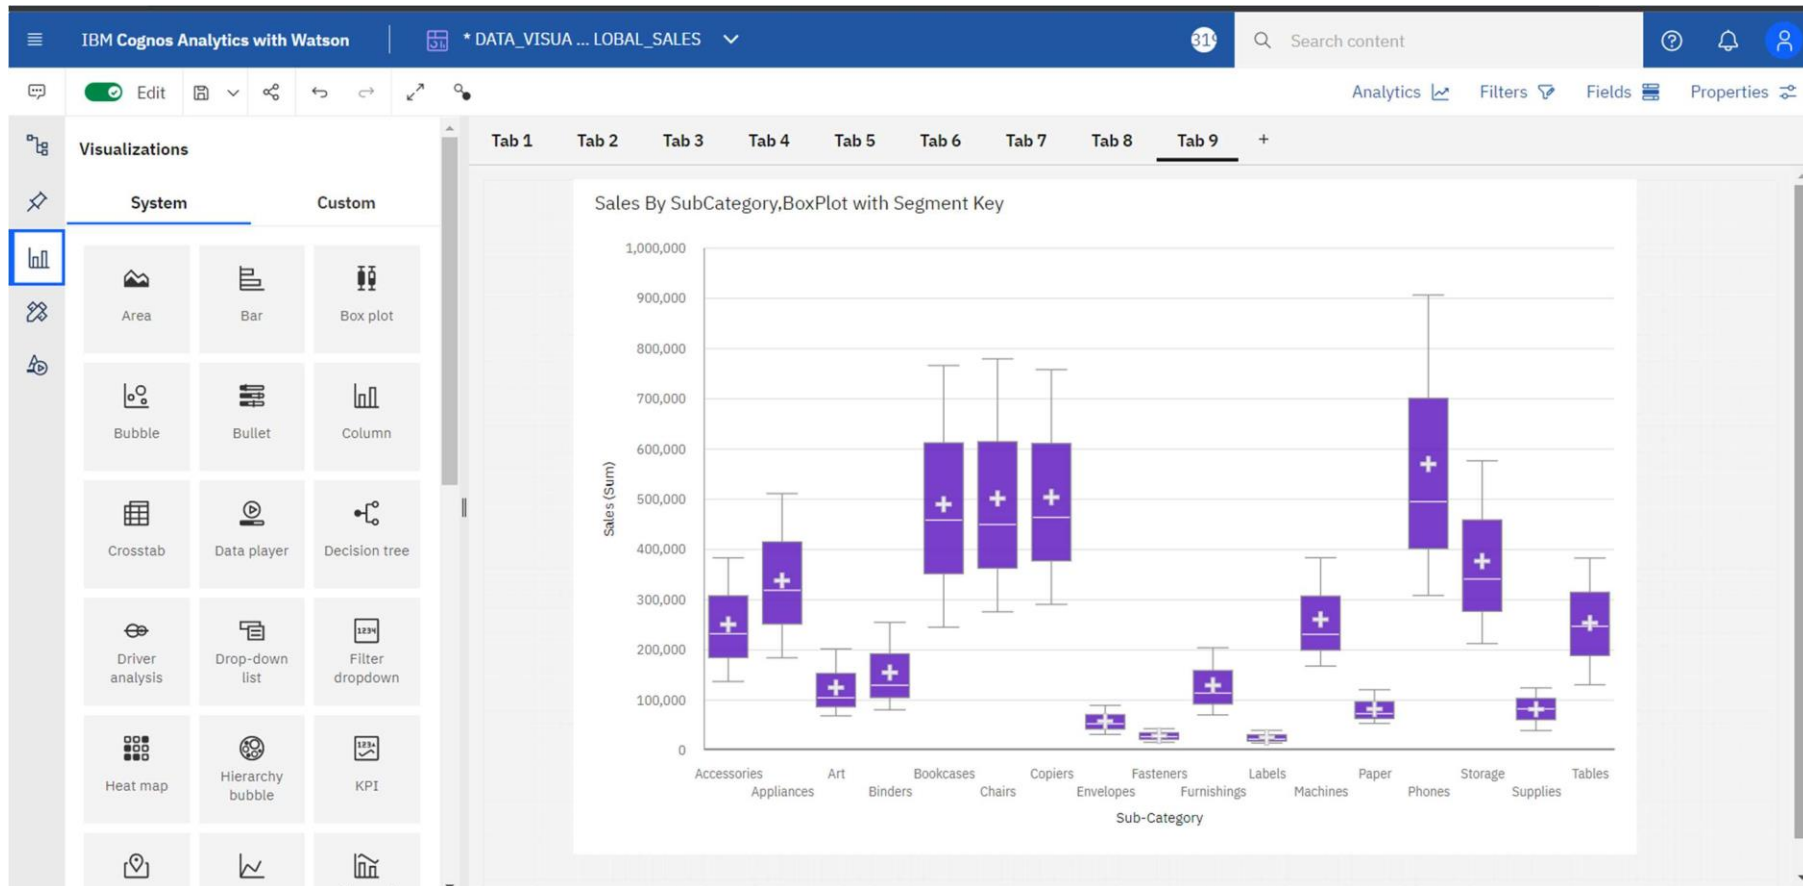 IBM Cognos Analytics with Watson
* DATA_VISUA ... LOBAL_SALES
Search content
Edit
Analytics
Filters
Fields
Properties
Visualizations
System
Custom
Area
Bar
Box plot
Bubble
Bullet
Column
Crosstab
Data player
Decision tree
Driver
analysis
Drop-down
list
1234
Filter
dropdown
Heat map
Hierarchy
bubble
KPI
Tab 1
Tab 2
Tab 3
Tab 4
Tab 5
Tab 6
Tab 7
Tab 8
Tab 9
+
Sales By SubCategory,BoxPlot with Segment Key
1,000,000
900,000
800,000
700,000
600,000
500,000
400,000
300,000
200,000
100,000
0
Sales (Sum)
Accessories
Appliances
Art
Binders
Bookcases
Chairs
Copiers
Envelopes
Fasteners
Furnishings
Labels
Machines
Paper
Phones
Storage
Supplies
Tables
Sub-Category